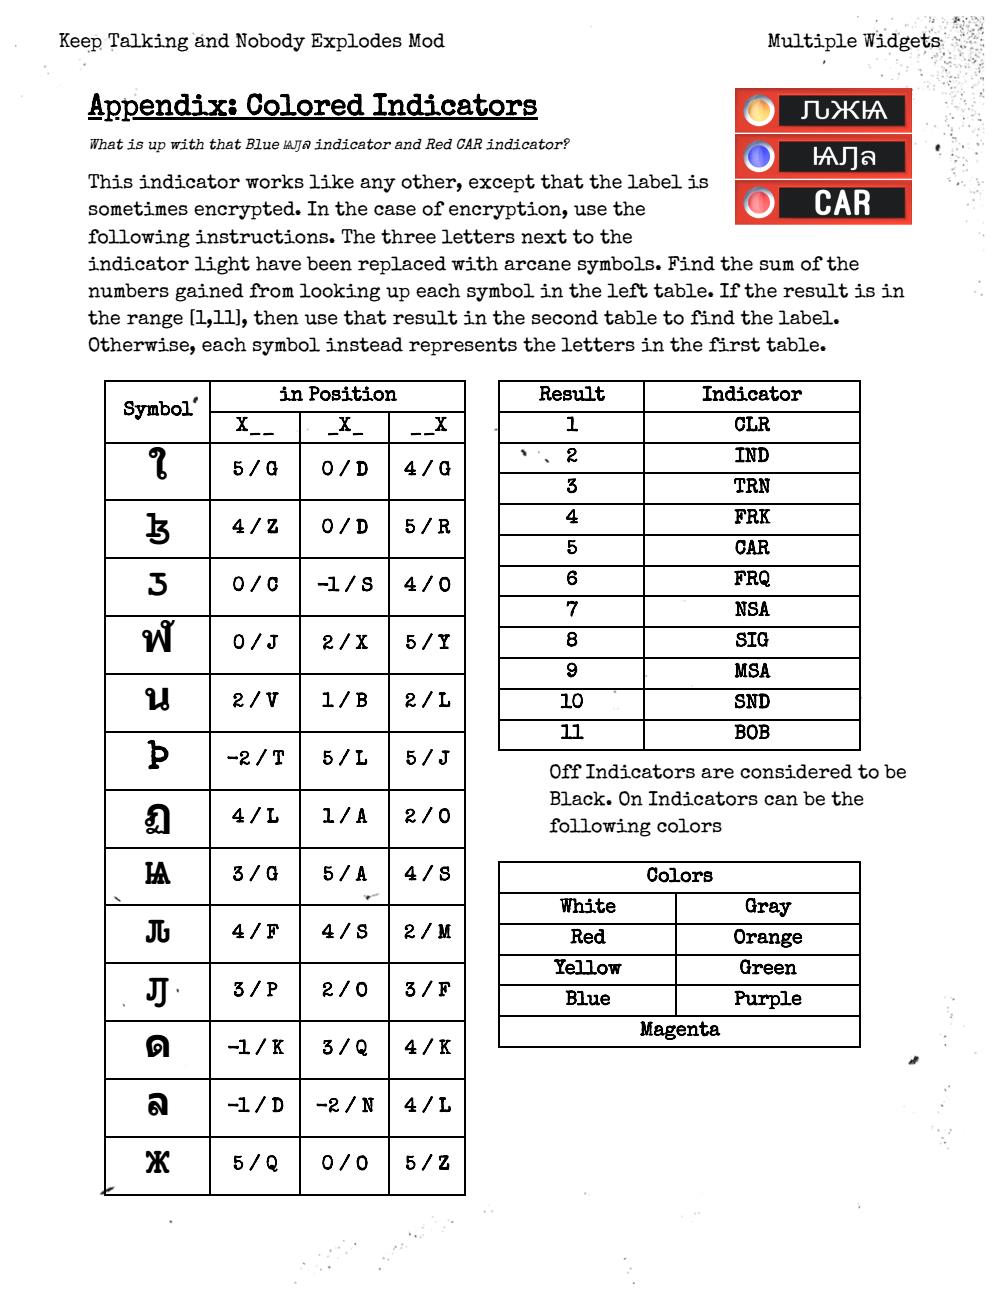 Keep Talking and Nobody Explodes Mod
Multiple Widgets
Appendix: Colored Indicators
What is up with that Blue ѨԒล indicator and Red CAR indicator?
ԈЖѨ
ѨԒล
CAR
This indicator works like any other, except that the label is
sometimes encrypted. In the case of encryption, use the
following instructions. The three letters next to the
indicator light have been replaced with arcane symbols. Find the sum of the
numbers gained from looking up each symbol in the left table. If the result is in
the range [1,11], then use that result in the second table to find the label.
Otherwise, each symbol instead represents the letters in the first table.
Symbol in Position
X__ _X_ __X
ใ 5 / G 0 / D 4 / G
4 / Z 0 / D 5 / R
0 / C -1 / S 4 / O
0 / J 2 / X 5 / Y
น 2 / V 1 / B 2 / L
Þ -2 / T 5 / L 5 / J
4 / L 1 / A 2 / O
Ѩ 3 / G 5 / A 4 / S
Ԉ 4 / F 4 / S 2 / M
3 / P 2 / O 3 / F
ด -1 / K 3 / Q 4 / K
ล -1 / D -2 / N 4 / L
Ж 5 / Q 0 / O 5 / Z
Result Indicator
1 CLR
2 IND
3 TRN
4 FRK
5 CAR
6 FRQ
7 NSA
8 SIG
9 MSA
10 SND
11 BOB
Off Indicators are considered to be
Black. On Indicators can be the
following colors
Colors
White Gray
Red Orange
Yellow Green
Blue Purple
Magenta